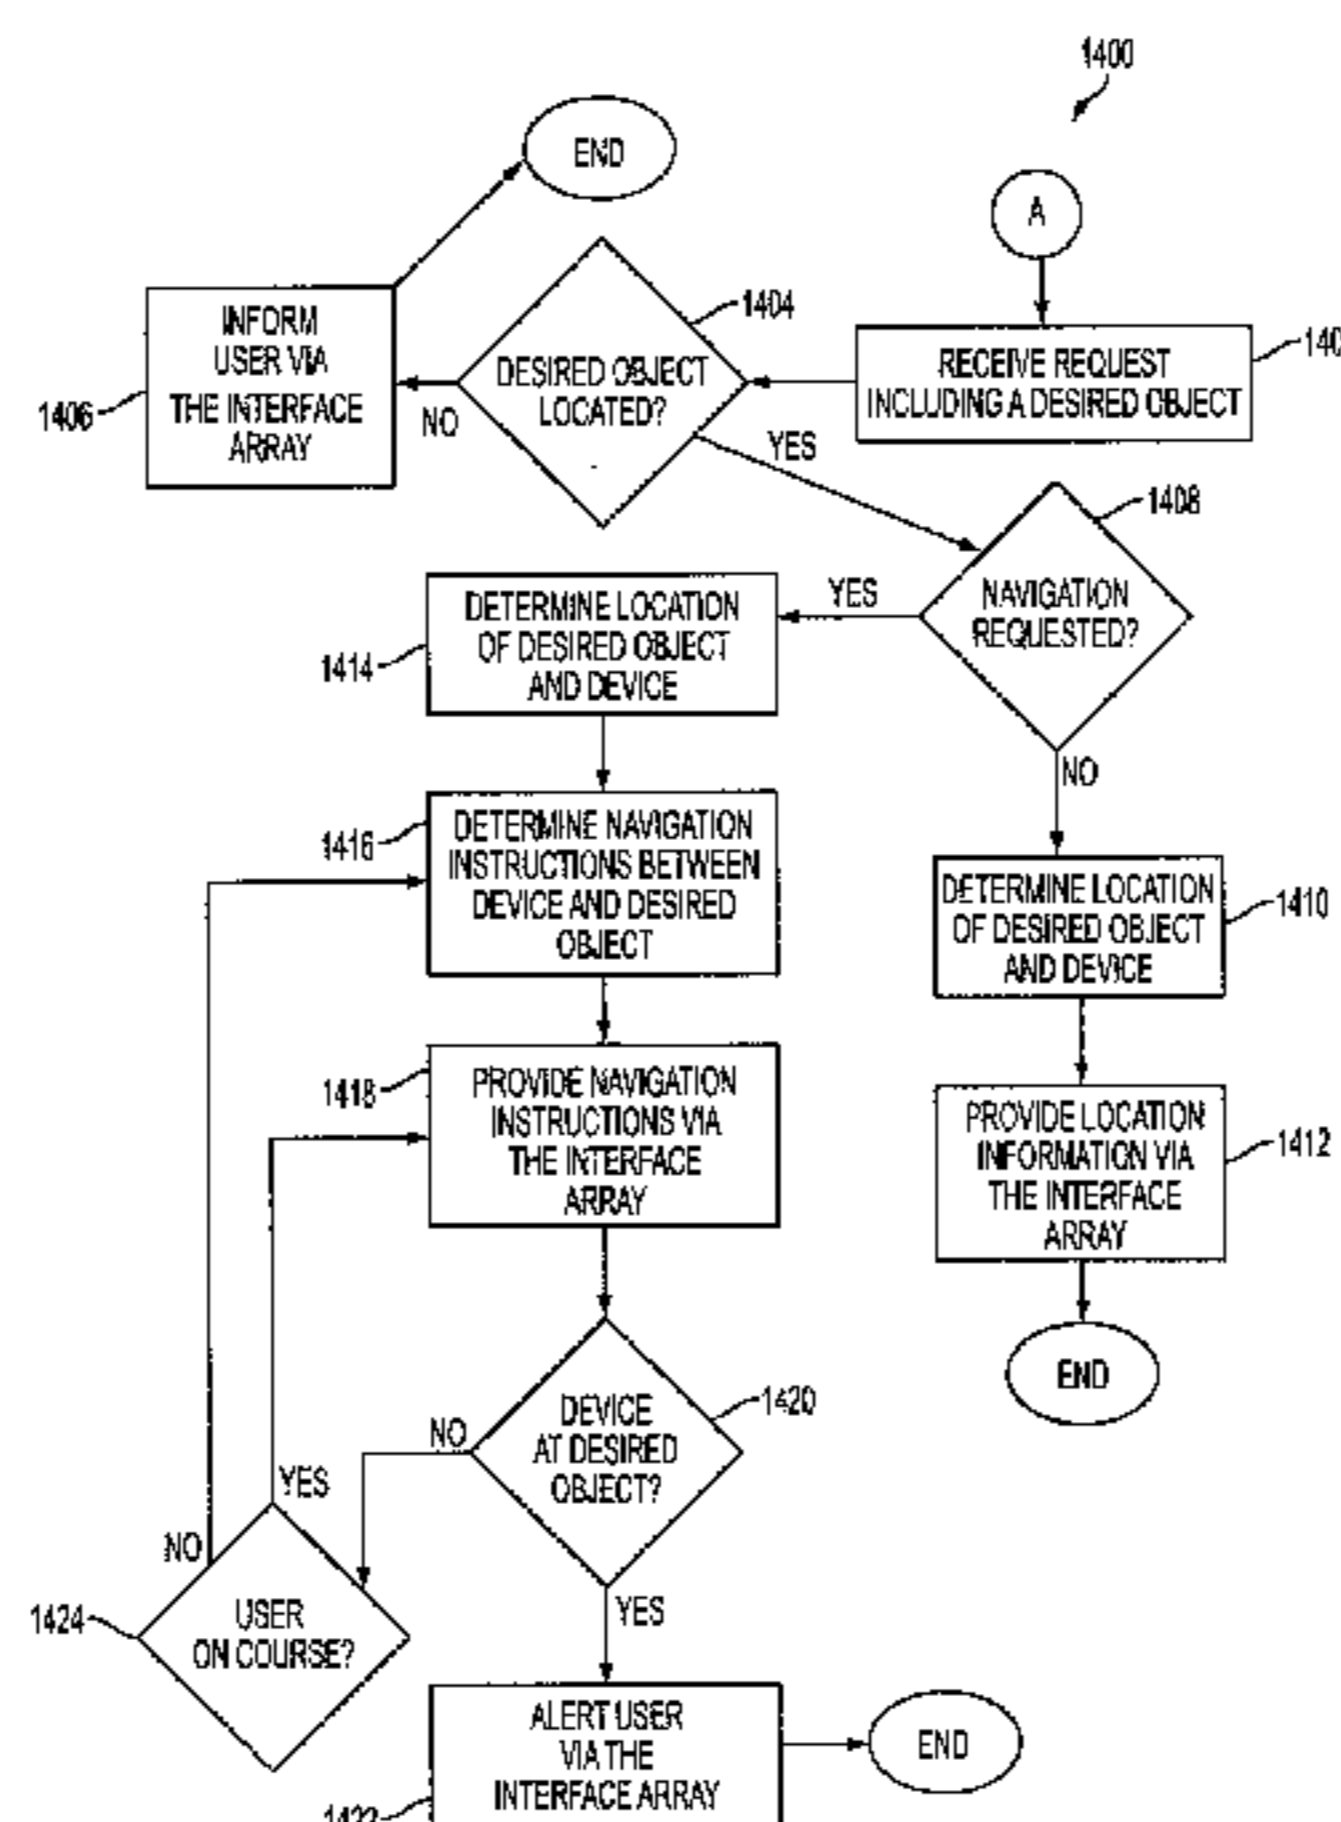 1400
END
A
INFORM
USER VIA
THE INTERFACE
ARRAY
1406
NO
DESIRED OBJECT
LOCATED?
1404
YES
RECEIVE REQUEST
INCLUDING A DESIRED OBJECT
1408
NAVIGATION
REQUESTED?
YES
NO
DETERMINE LOCATION
OF DESIRED OBJECT
AND DEVICE
1414
DETERMINE NAVIGATION
INSTRUCTIONS BETWEEN
DEVICE AND DESIRED
OBJECT
1416
DETERMINE LOCATION
OF DESIRED OBJECT
AND DEVICE
1410
PROVIDE NAVIGATION
INSTRUCTIONS VIA
THE INTERFACE
ARRAY
1418
PROVIDE LOCATION
INFORMATION VIA
THE INTERFACE
ARRAY
1412
END
DEVICE
AT DESIRED
OBJECT?
1420
NO
YES
YES
NO
USER
ON COURSE?
1424
ALERT USER
VIA THE
INTERFACE ARRAY
END